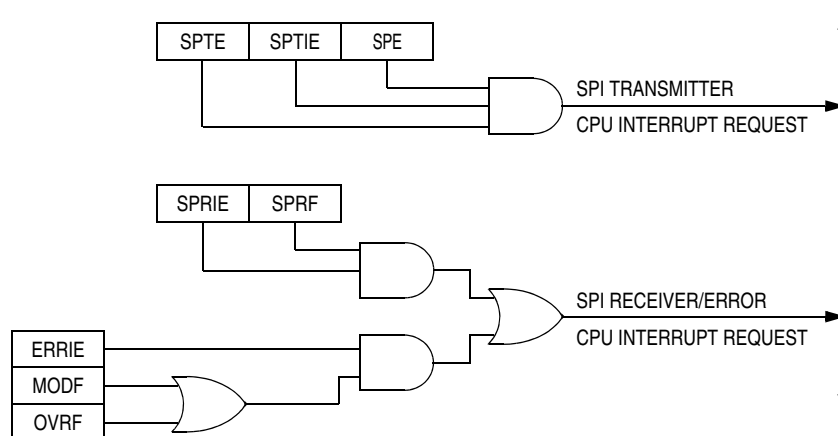 SPTE SPTIE SPE
SPI TRANSMITTER
CPU INTERRUPT REQUEST
SPRIE SPRF
SPI RECEIVER/ERROR
CPU INTERRUPT REQUEST
ERRIE
MODF
OVRF